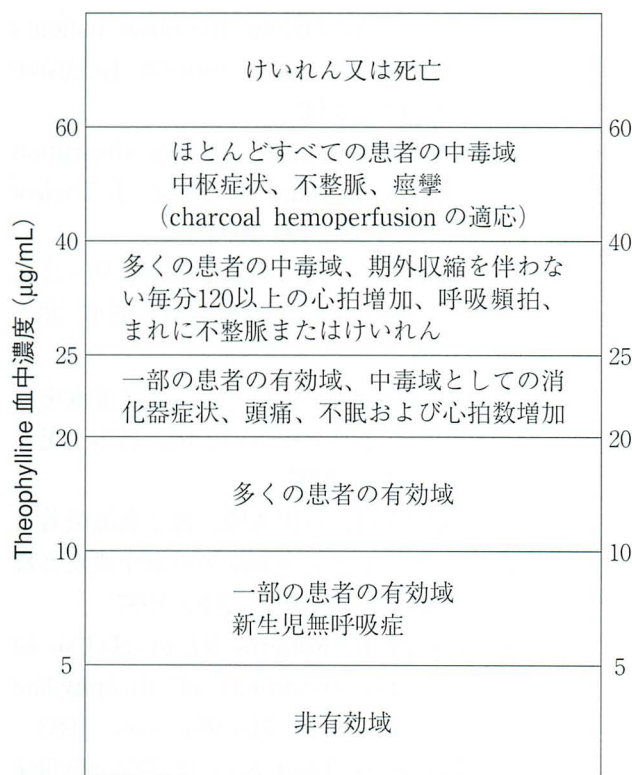 Theophylline 血中濃度 (μg/mL)
けいれん又は死亡
60
60
ほとんどすべての患者の中毒域
中枢症状、不整脈、痙攣
(charcoal hemoperfusion の適応)
40
40
多くの患者の中毒域、期外収縮を伴わな
い毎分120以上の心拍増加、呼吸頻拍、
まれに不整脈またはけいれん
25
25
一部の患者の有効域、中毒域としての消
化器症状、頭痛、不眠および心拍数増加
20
20
多くの患者の有効域
10
10
一部の患者の有効域
新生児無呼吸症
5
5
非有効域